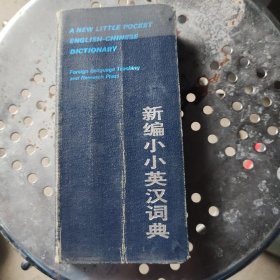 A NEW LITTLE POCKET
ENGLISH-CHINESE
DICTIONARY
Foreign Language Teaching
and Research Press
新编小小英汉词典